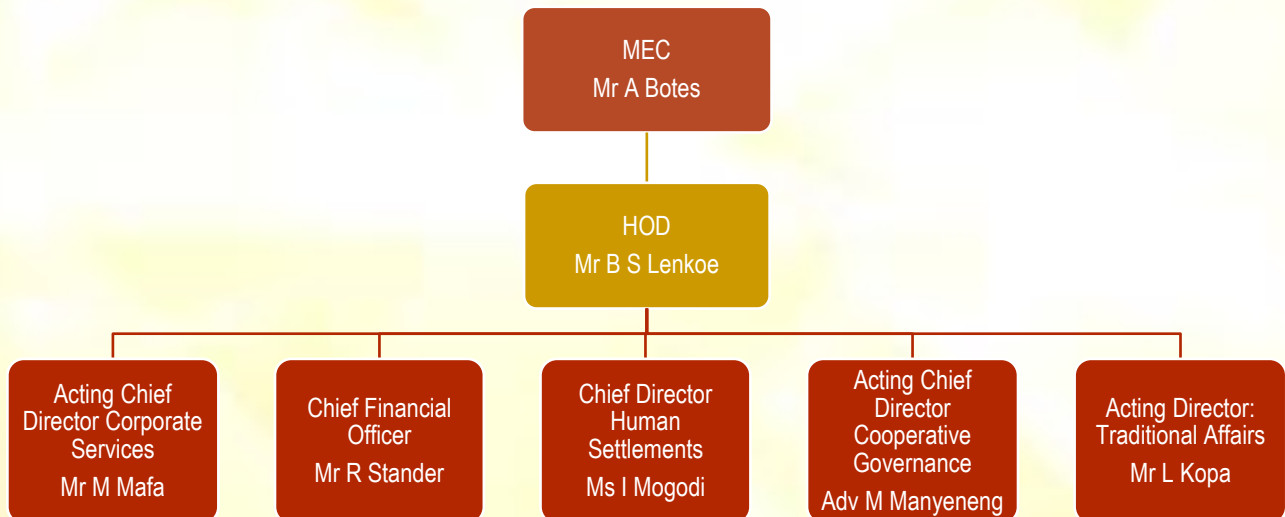 MEC
Mr A Botes
HOD
Mr B S Lenkoe
Acting Chief
Director Corporate
Services
Mr M Mafa
Chief Financial
Officer
Mr R Stander
Chief Director
Human
Settlements
Ms I Mogodi
Acting Chief
Director
Cooperative
Governance
Adv M Manyeneng
Acting Director:
Traditional Affairs
Mr L Kopa